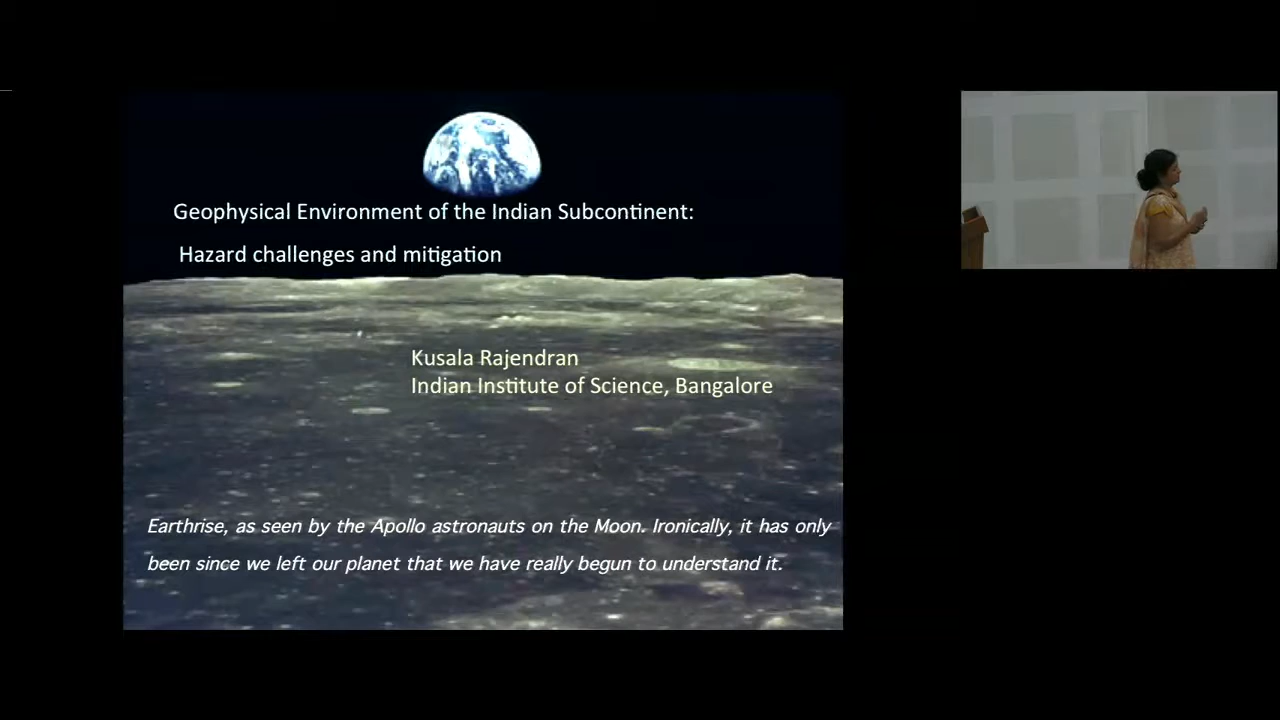 Geophysical Environment of the Indian Subcontinent:
Hazard challenges and mitigation
Kusala Rajendran
Indian Institute of Science, Bangalore
Earthrise, as seen by the Apollo astronauts on the Moon. Ironically, it has only
been since we left our planet that we have really begun to understand it.